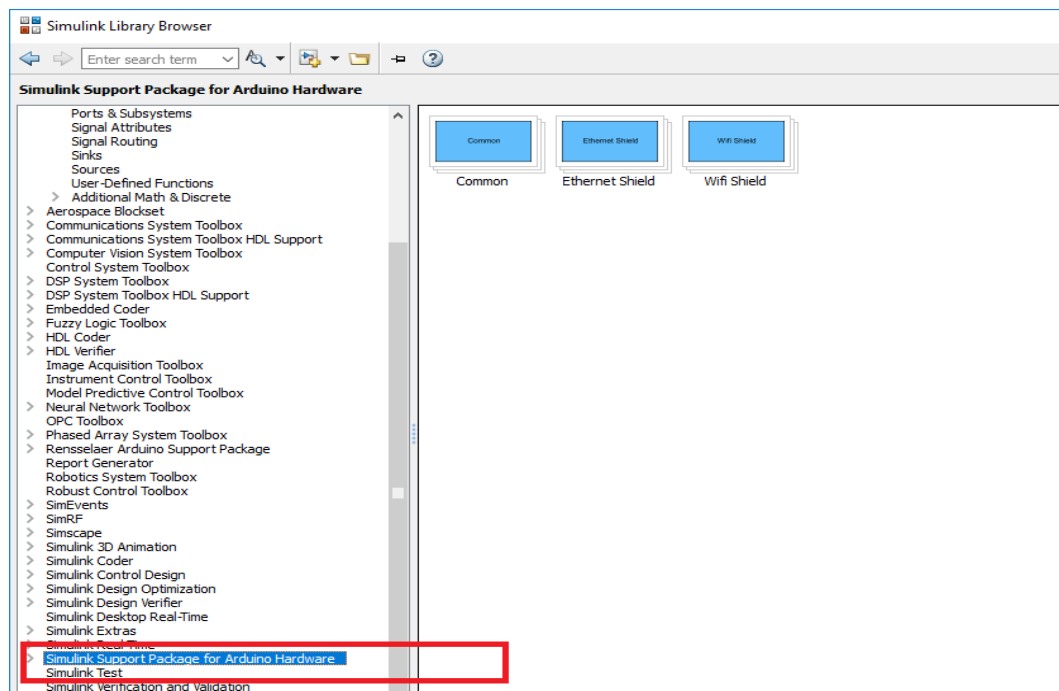 Simulink Library Browser
Enter search term
Simulink Support Package for Arduino Hardware
Ports & Subsystems
Signal Attributes
Signal Routing
Sinks
Sources
User-Defined Functions
Additional Math & Discrete
Aerospace Blockset
Communications System Toolbox
Communications System Toolbox HDL Support
Computer Vision System Toolbox
Control System Toolbox
DSP System Toolbox
DSP System Toolbox HDL Support
Embedded Coder
Fuzzy Logic Toolbox
HDL Coder
HDL Verifier
Image Acquisition Toolbox
Instrument Control Toolbox
Model Predictive Control Toolbox
Neural Network Toolbox
OPC Toolbox
Phased Array System Toolbox
Rensselaer Arduino Support Package
Report Generator
Robotics System Toolbox
Robust Control Toolbox
SimEvents
SimRF
Simscape
Simulink 3D Animation
Simulink Coder
Simulink Control Design
Simulink Design Optimization
Simulink Design Verifier
Simulink Desktop Real-Time
Simulink Extras
Simulink Real-Time
Simulink Support Package for Arduino Hardware
Simulink Test
Simulink Verification and Validation
Common Ethernet Shield Wifi Shield
Common Ethernet Shield Wifi Shield